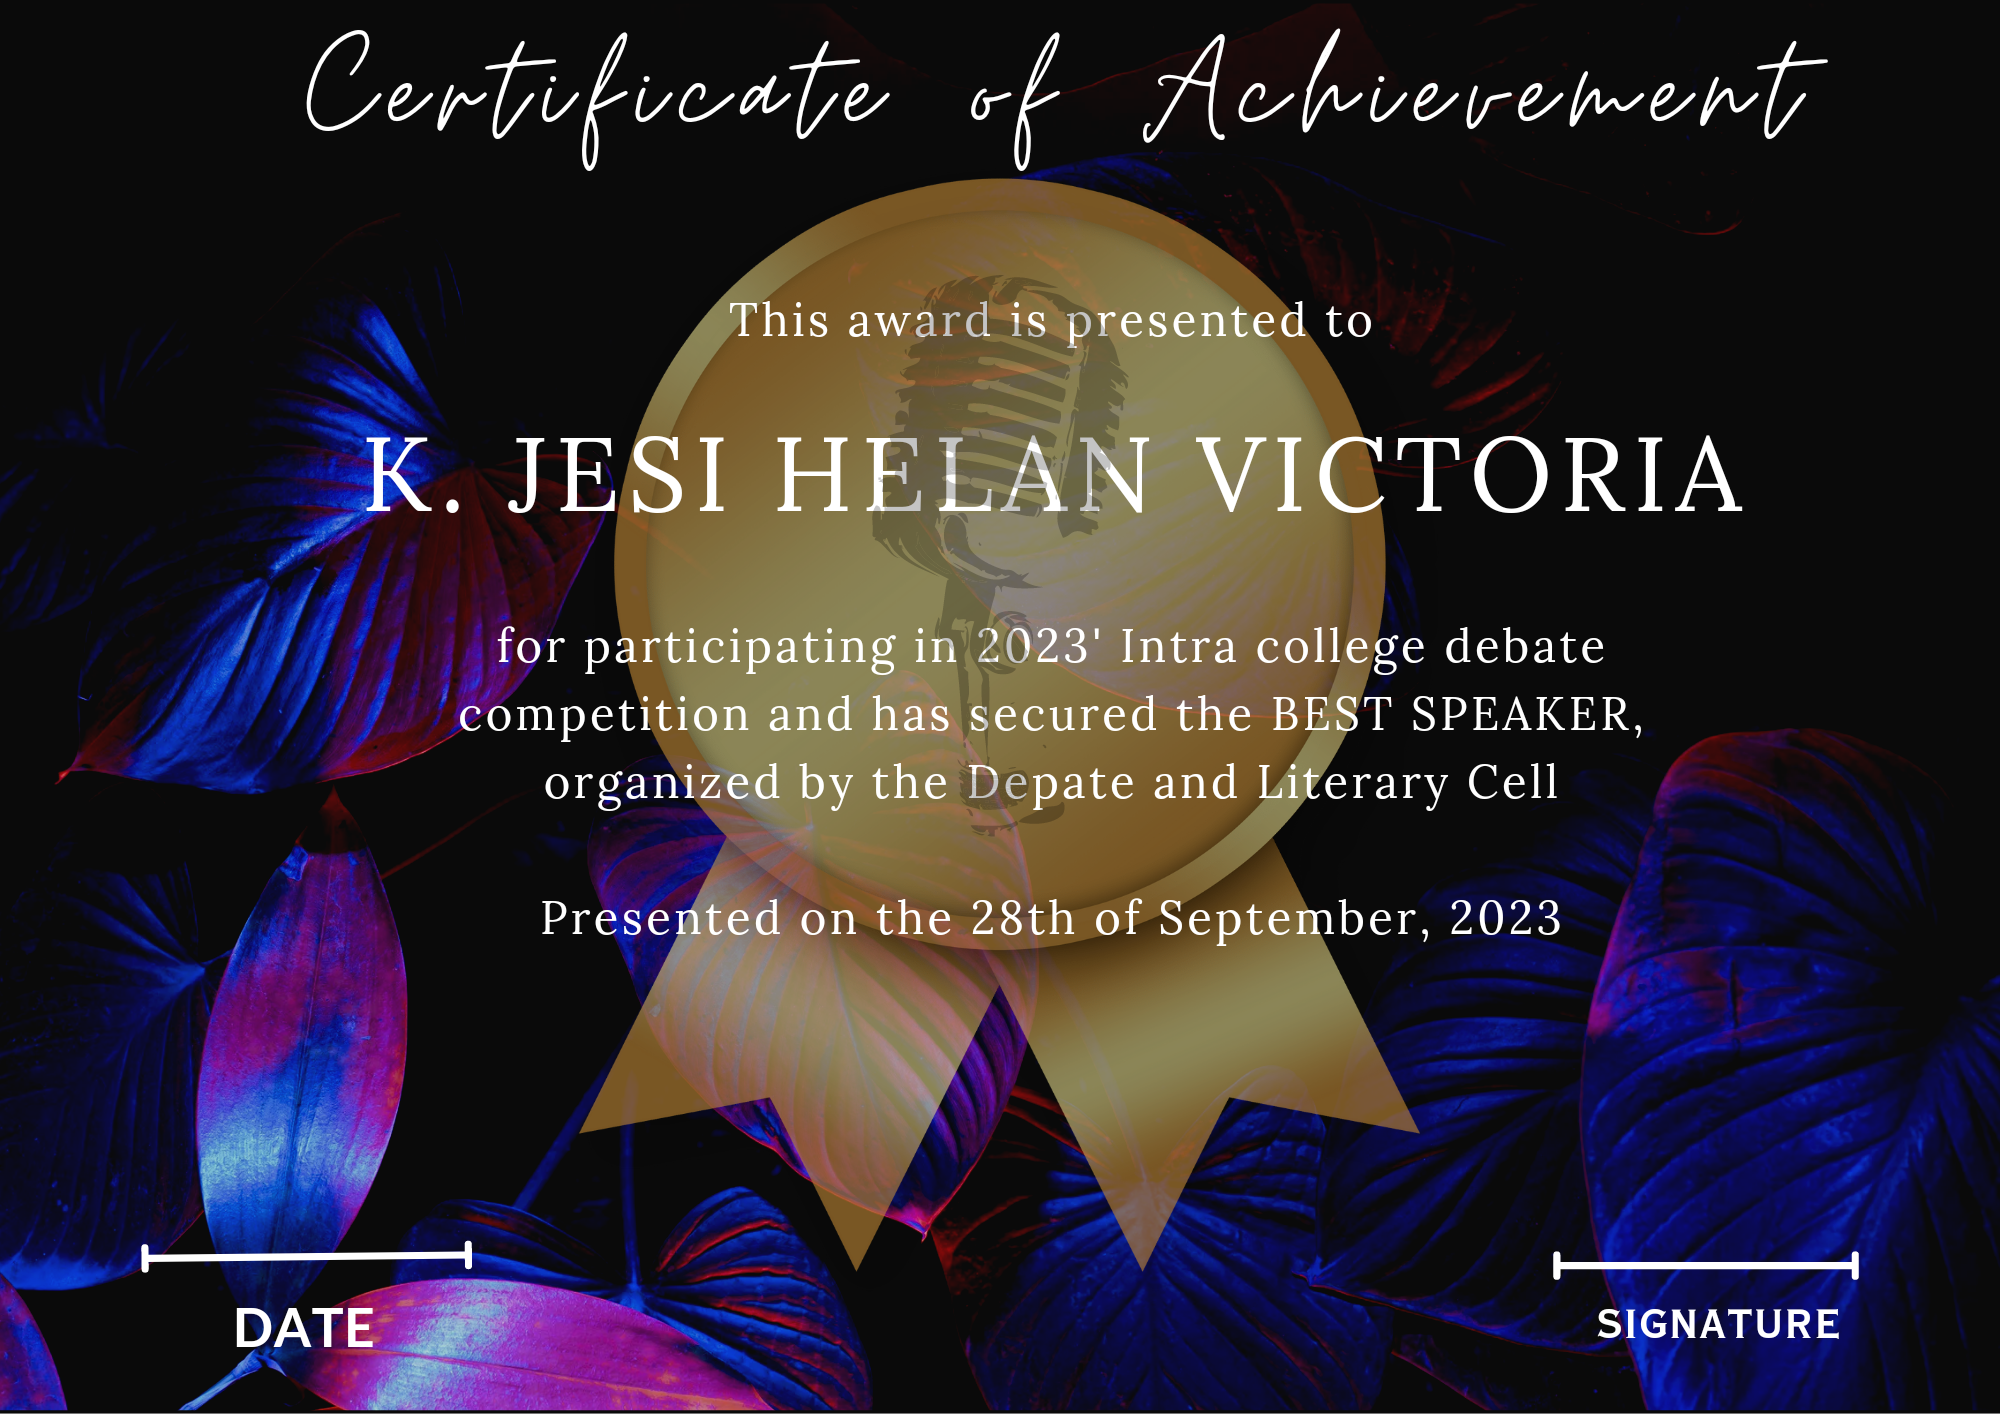 Certificate of Achievement
This award is presented to
K. JESI HELAN VICTORIA
for participating in 2023' Intra college debate
competition and has secured the BEST SPEAKER,
organized by the Depate and Literary Cell
Presented on the 28th of September, 2023
DATE
SIGNATURE